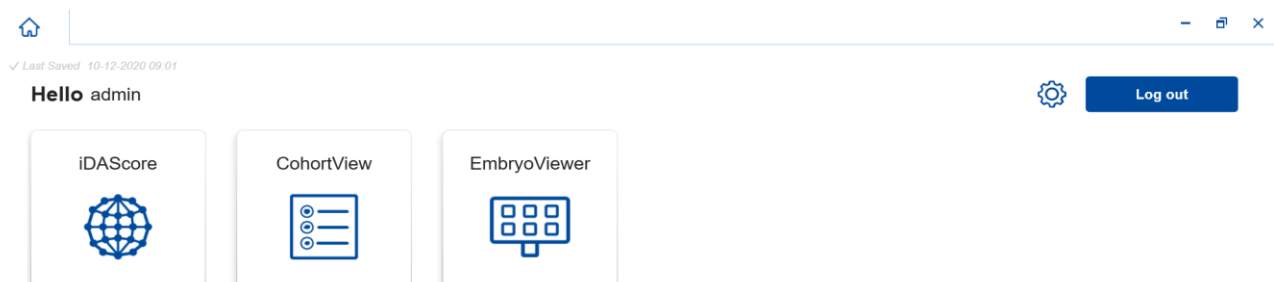 Last Saved 10-12-2020 09:01
Hello admin
Log out
iDAScore
CohortView
EmbryoViewer